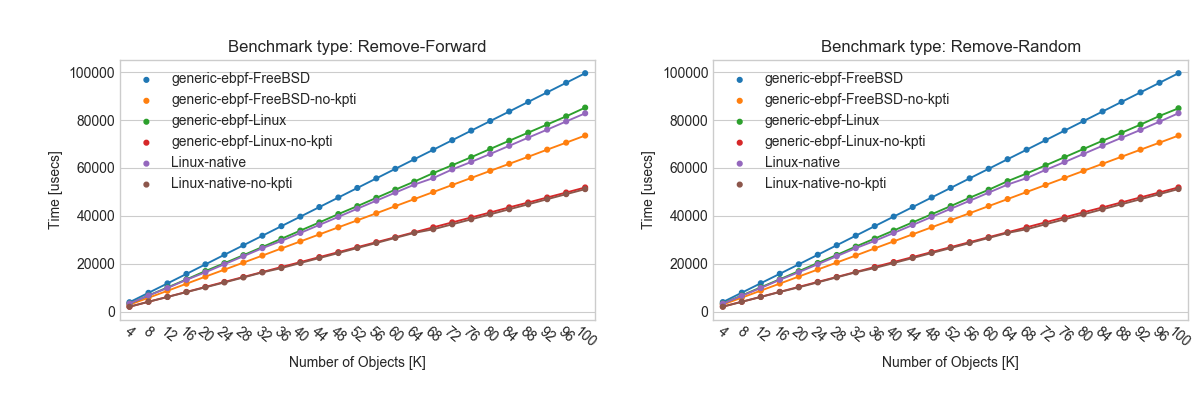 Benchmark type: Remove-Forward
100000
80000
60000
40000
20000
0
Time [usecs]
generic-ebpf-FreeBSD
generic-ebpf-FreeBSD-no-kpti
generic-ebpf-Linux
generic-ebpf-Linux-no-kpti
Linux-native
Linux-native-no-kpti
4 8 12 16 20 24 28 32 36 40 44 48 52 56 60 64 68 72 76 80 84 88 92 96 100
Number of Objects [K]
Benchmark type: Remove-Random
100000
80000
60000
40000
20000
0
Time [usecs]
generic-ebpf-FreeBSD
generic-ebpf-FreeBSD-no-kpti
generic-ebpf-Linux
generic-ebpf-Linux-no-kpti
Linux-native
Linux-native-no-kpti
4 8 12 16 20 24 28 32 36 40 44 48 52 56 60 64 68 72 76 80 84 88 92 96 100
Number of Objects [K]